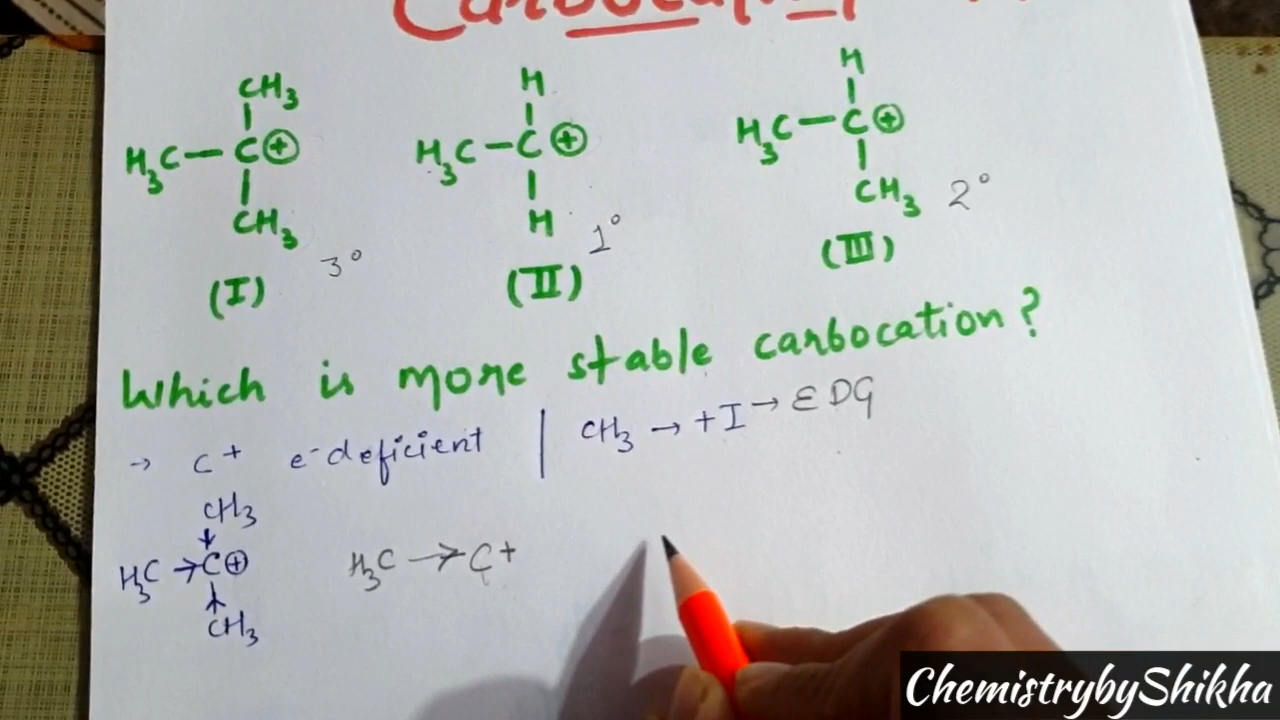 Carbocation
CH3
H3C-C⊕
CH3
3°
(I)
H
H3C-C⊕
H
1°
(II)
H
H3C-C⊕
CH3
2°
(III)
Which is more stable carbocation?
→ C+ e-deficient | CH3 → +I → EDG
CH3
↓
H3C→C⊕
↑
CH3
H3C → C+
ChemistrybyShikha